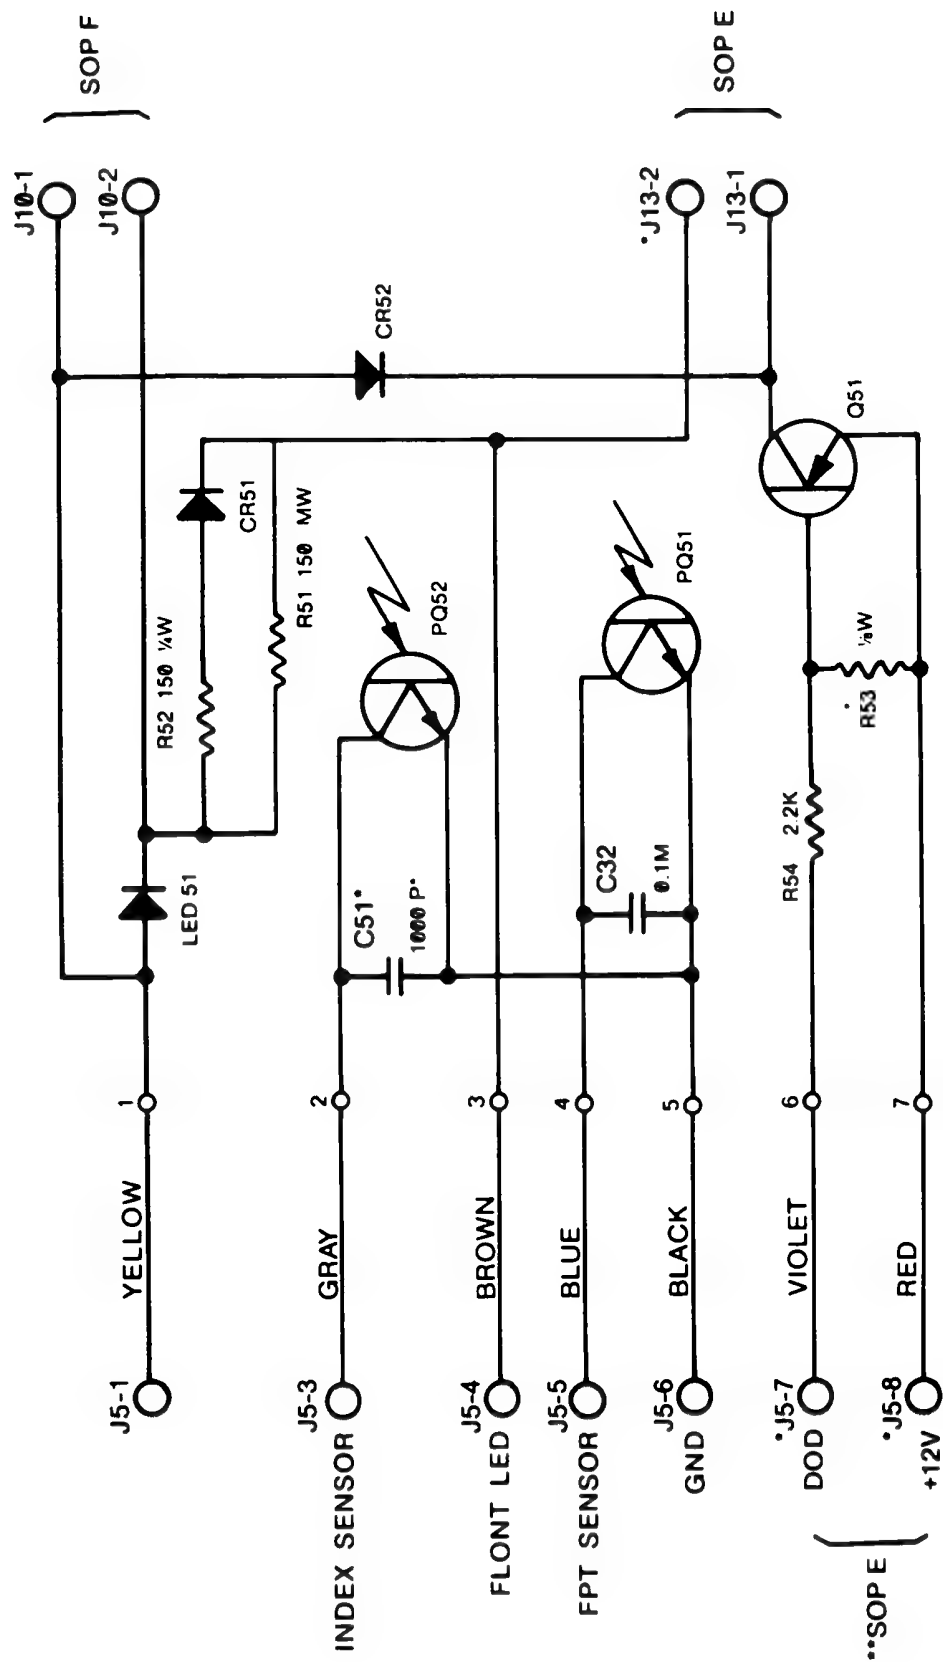 SOP F
J10-1
J10-2
SOP E
*J13-2
J13-1
CR52
Q51
CR51
R51 150 MW
R52 150 ¼W
PQ52
PQ51
LED 51
C51*
1000 P*
C32
0.1M
R54 2.2K
R53 ⅛W
1
2
3
4
5
6
7
YELLOW
GRAY
BROWN
BLUE
BLACK
VIOLET
RED
J5-1
J5-3
INDEX SENSOR
J5-4
FLONT LED
J5-5
FPT SENSOR
J5-6
GND
*J5-7
DOD
*J5-8
+12V
**SOP E